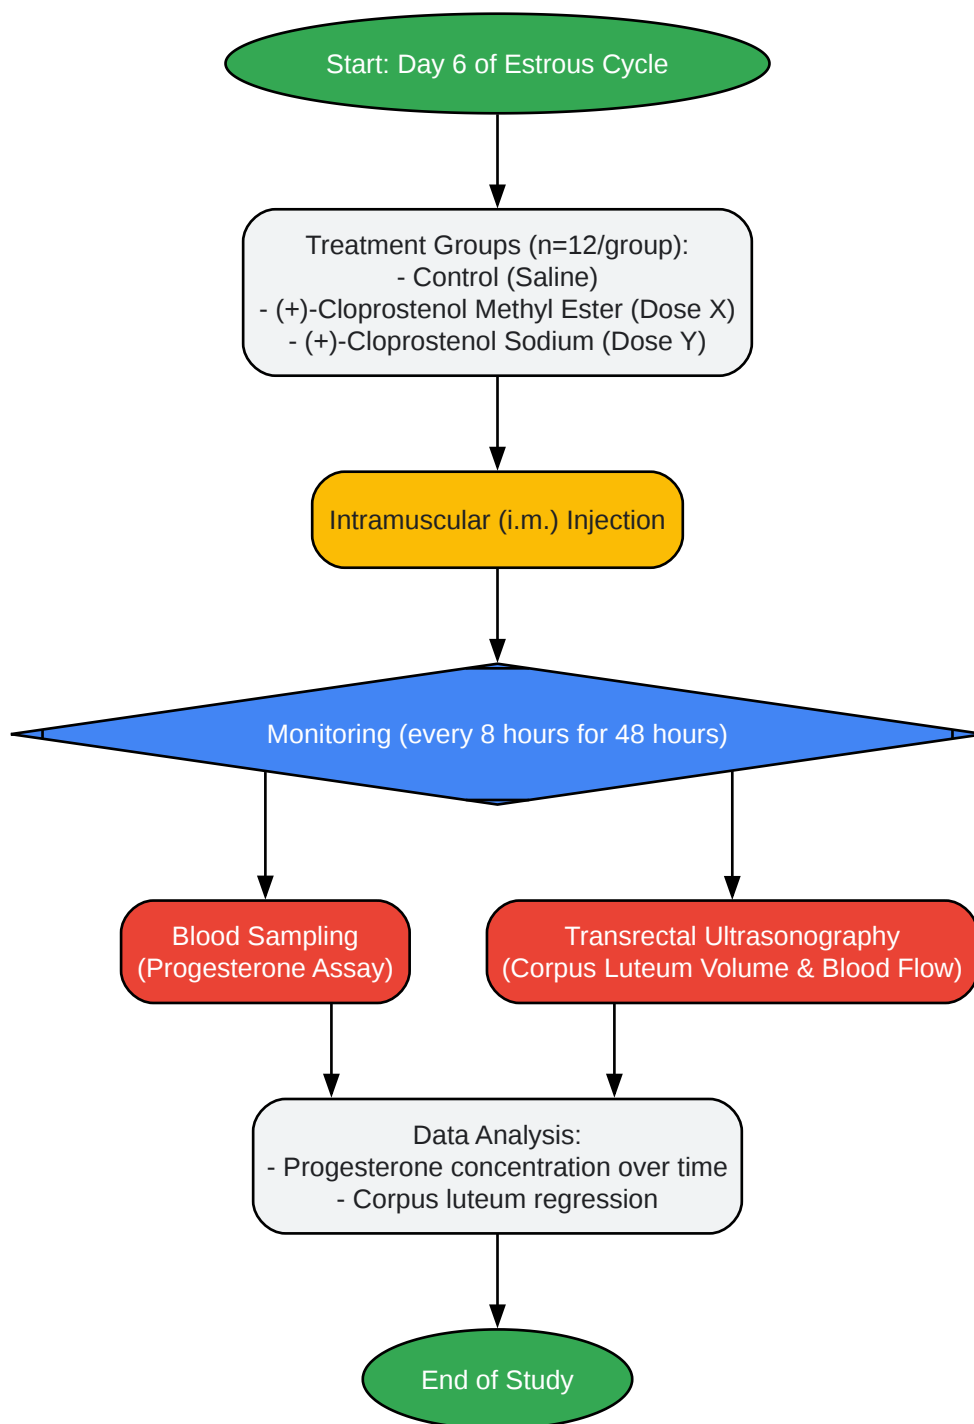 Start: Day 6 of Estrous Cycle
Treatment Groups (n=12/group):
- Control (Saline)
- (+)-Cloprostenol Methyl Ester (Dose X)
- (+)-Cloprostenol Sodium (Dose Y)
Intramuscular (i.m.) Injection
Monitoring (every 8 hours for 48 hours)
Blood Sampling
(Progesterone Assay)
Transrectal Ultrasonography
(Corpus Luteum Volume & Blood Flow)
Data Analysis:
- Progesterone concentration over time
- Corpus luteum regression
End of Study